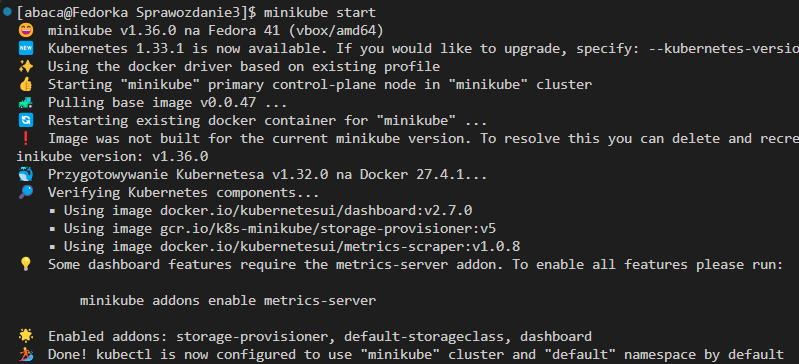 [abaca@Fedorka Sprawozdanie3]$ minikube start
😄 minikube v1.36.0 na Fedora 41 (vbox/amd64)
🆕 Kubernetes 1.33.1 is now available. If you would like to upgrade, specify: --kubernetes-versio
✨ Using the docker driver based on existing profile
👍 Starting "minikube" primary control-plane node in "minikube" cluster
🚜 Pulling base image v0.0.47 ...
🔄 Restarting existing docker container for "minikube" ...
❗ Image was not built for the current minikube version. To resolve this you can delete and recre
inikube version: v1.36.0
🐳 Przygotowywanie Kubernetesa v1.32.0 na Docker 27.4.1...
🔎 Verifying Kubernetes components...
▪ Using image docker.io/kubernetesui/dashboard:v2.7.0
▪ Using image gcr.io/k8s-minikube/storage-provisioner:v5
▪ Using image docker.io/kubernetesui/metrics-scraper:v1.0.8
💡 Some dashboard features require the metrics-server addon. To enable all features please run:
minikube addons enable metrics-server
🌟 Enabled addons: storage-provisioner, default-storageclass, dashboard
🏄 Done! kubectl is now configured to use "minikube" cluster and "default" namespace by default